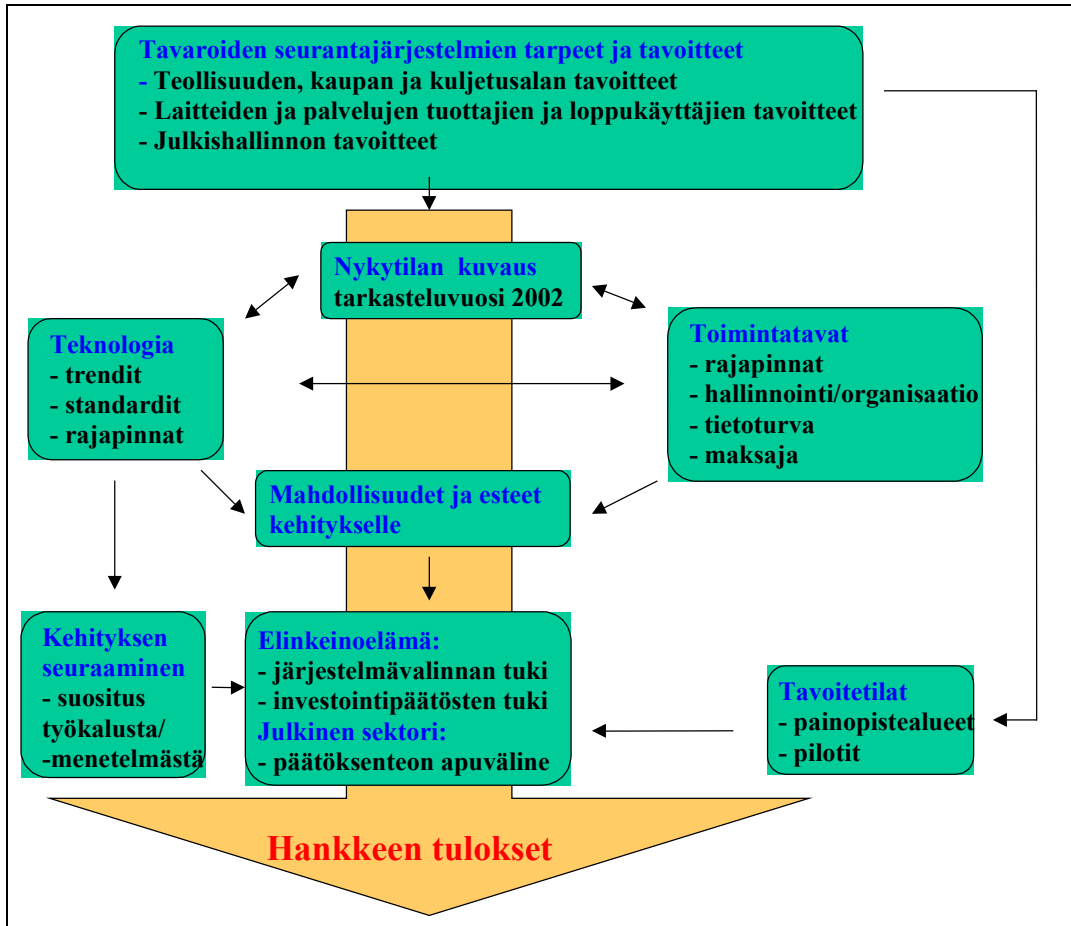 Tavaroiden seurantajärjestelmien tarpeet ja tavoitteet
- Teollisuuden, kaupan ja kuljetusalan tavoitteet
- Laitteiden ja palvelujen tuottajien ja loppukäyttäjien tavoitteet
- Julkishallinnon tavoitteet
Nykytilan kuvaus
tarkasteluvuosi 2002
Teknologia
- trendit
- standardit
- rajapinnat
Toimintatavat
- rajapinnat
- hallinnointi/organisaatio
- tietoturva
- maksaja
Mahdollisuudet ja esteet
kehitykselle
Kehityksen
seuraaminen
- suositus
työkalusta/
-menetelmästä
Elinkeinoelämä:
- järjestelmävalinnan tuki
- investointipäätösten tuki
Julkinen sektori:
- päätöksenteon apuväline
Tavoitetilat
- painopistealueet
- pilotit
Hankkeen tulokset